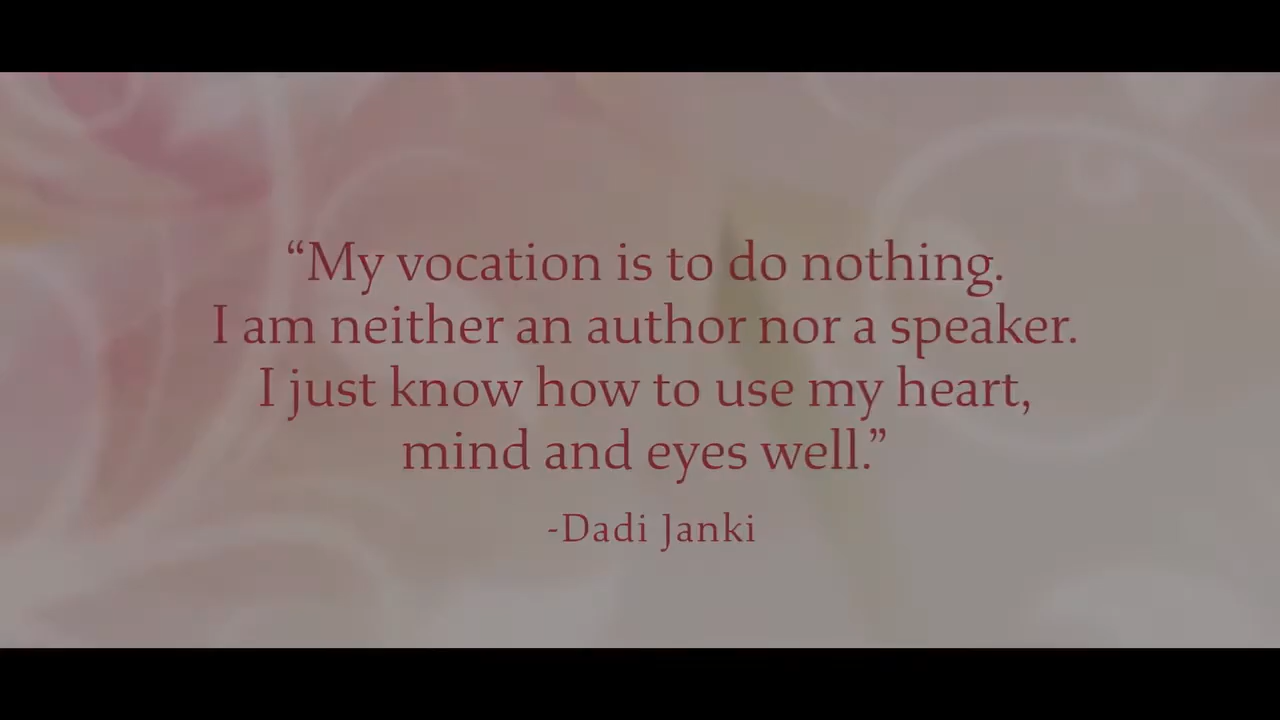 “My vocation is to do nothing.
I am neither an author nor a speaker.
I just know how to use my heart,
mind and eyes well.”
-Dadi Janki